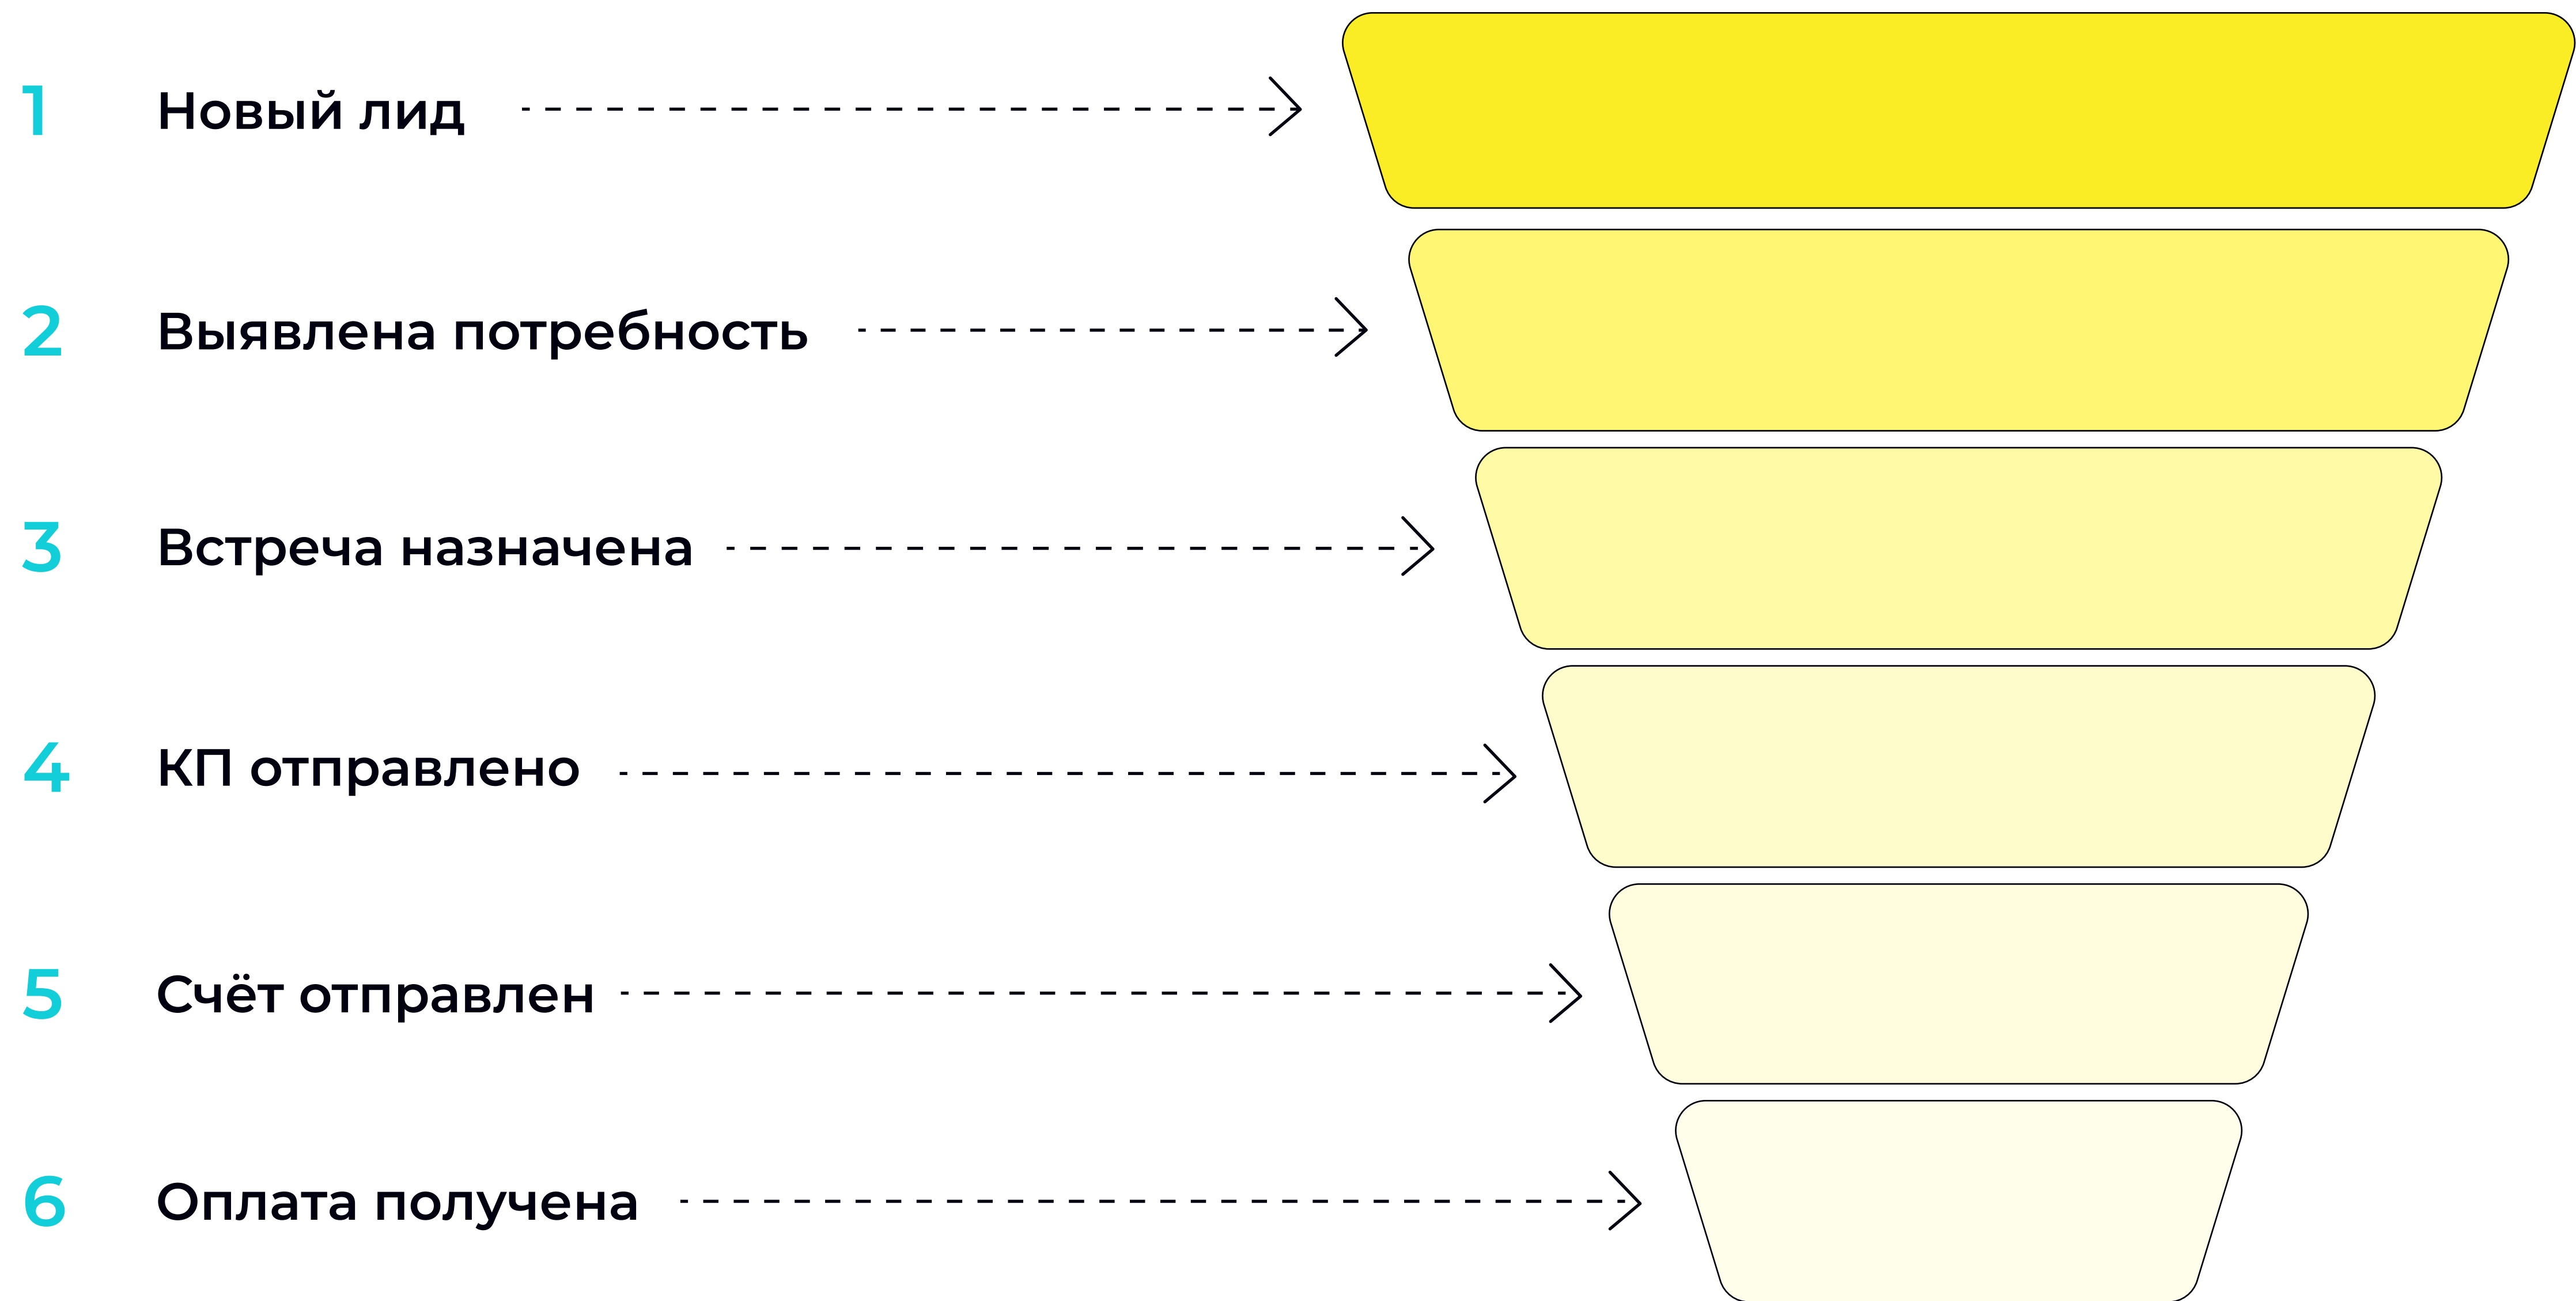 1 Новый лид
2 Выявлена потребность
3 Встреча назначена
4 КП отправлено
5 Счёт отправлен
6 Оплата получена